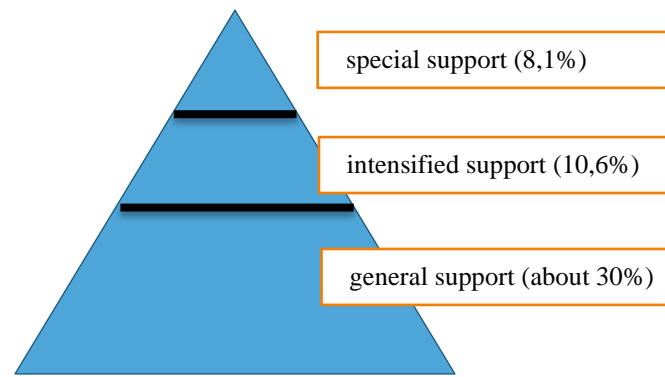 special support (8,1%)
intensified support (10,6%)
general support (about 30%)